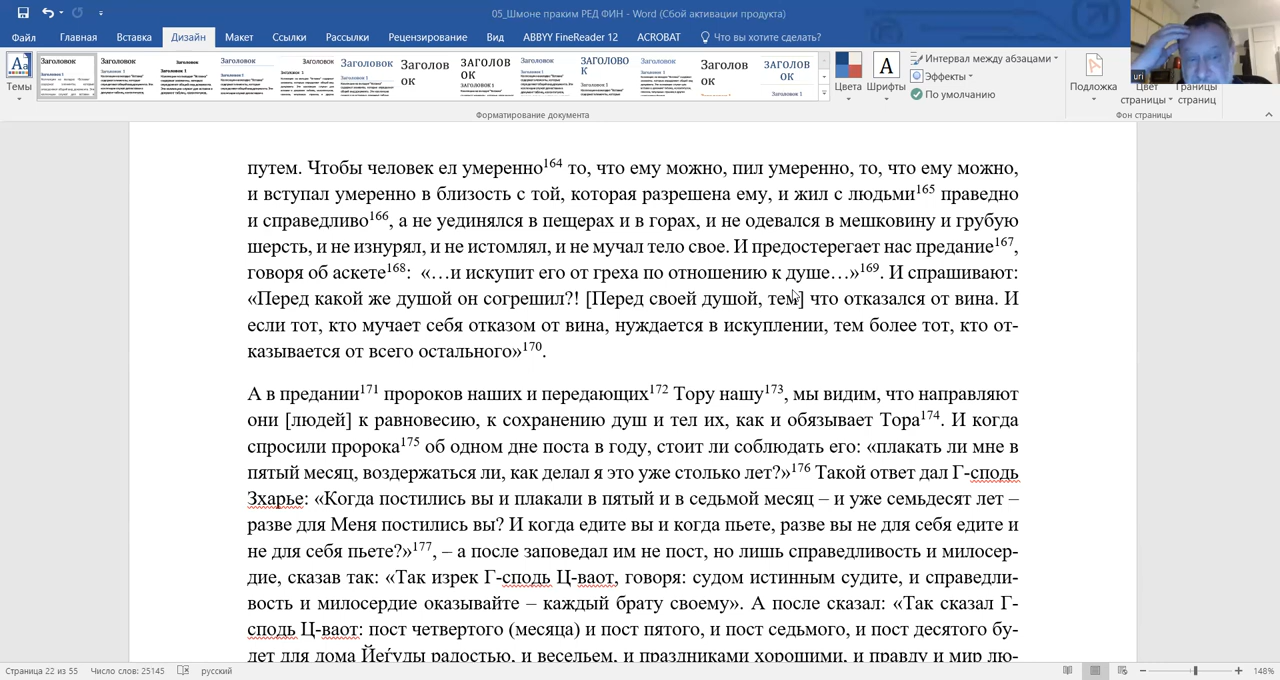 05_Шмоне праким РЕД ФИН - Word (Сбой активации продукта)
Файл Главная Вставка Дизайн Макет Ссылки Рассылки Рецензирование Вид ABBYY FineReader 12 ACROBAT Что вы хотите сделать?
Темы
Цвета
Шрифты
Интервал между абзацами
Эффекты
По умолчанию
Подложка
Цвет страницы
Границы страниц
Форматирование документа
Фон страницы
uri
путем. Чтобы человек ел умеренно164 то, что ему можно, пил умеренно, то, что ему можно,
и вступал умеренно в близость с той, которая разрешена ему, и жил с людьми165 праведно
и справедливо166, а не уединялся в пещерах и в горах, и не одевался в мешковину и грубую
шерсть, и не изнурял, и не истомлял, и не мучал тело свое. И предостерегает нас предание167,
говоря об аскете168: «…и искупит его от греха по отношению к душе…»169. И спрашивают:
«Перед какой же душой он согрешил?! [Перед своей душой, тем] что отказался от вина. И
если тот, кто мучает себя отказом от вина, нуждается в искуплении, тем более тот, кто от-
казывается от всего остального»170.
А в предании171 пророков наших и передающих172 Тору нашу173, мы видим, что направляют
они [людей] к равновесию, к сохранению душ и тел их, как и обязывает Тора174. И когда
спросили пророка175 об одном дне поста в году, стоит ли соблюдать его: «плакать ли мне в
пятый месяц, воздержаться ли, как делал я это уже столько лет?»176 Такой ответ дал Г-сподь
Зхарье: «Когда постились вы и плакали в пятый и в седьмой месяц – и уже семьдесят лет –
разве для Меня постились вы? И когда едите вы и когда пьете, разве вы не для себя едите и
не для себя пьете?»177, – а после заповедал им не пост, но лишь справедливость и милосер-
дие, сказав так: «Так изрек Г-сподь Ц-ваот, говоря: судом истинным судите, и справедли-
вость и милосердие оказывайте – каждый брату своему». А после сказал: «Так сказал Г-
сподь Ц-ваот: пост четвертого (месяца) и пост пятого, и пост седьмого, и пост десятого бу-
дет для дома Йеѓуды радостью, и весельем, и праздниками хорошими, и правду и мир лю-
Страница 22 из 55 Число слов: 25145 русский 148%